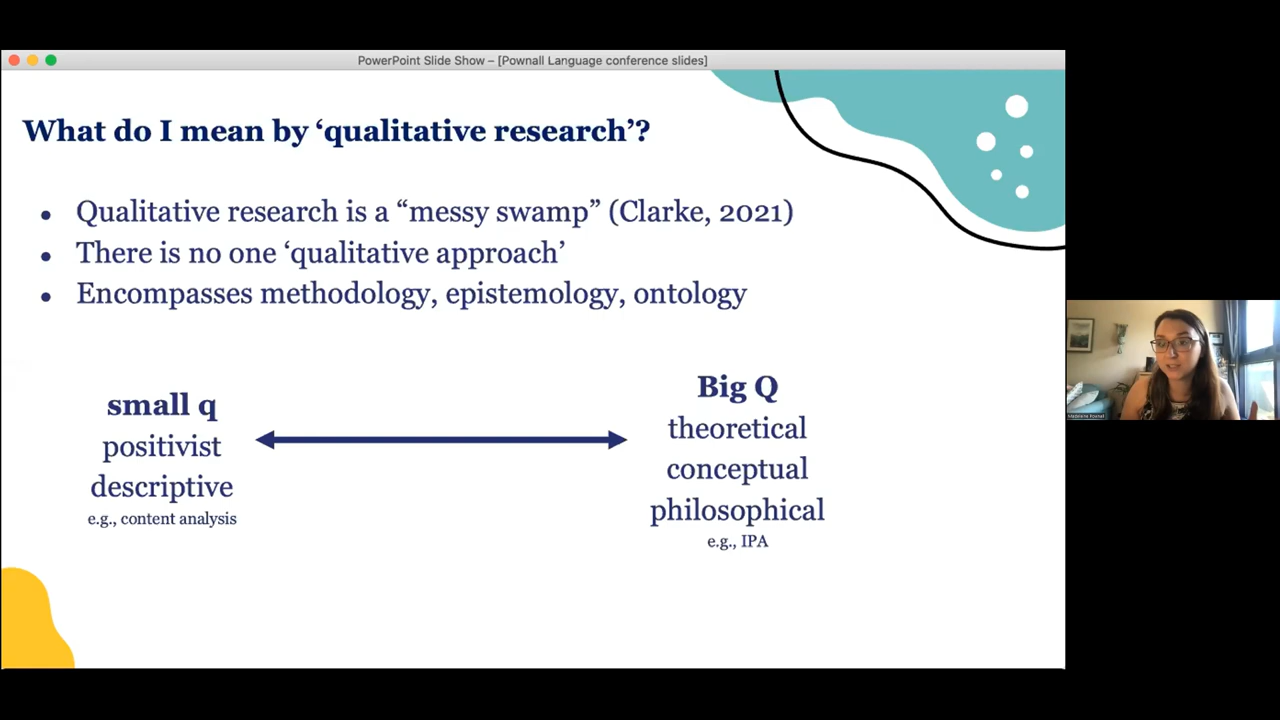 PowerPoint Slide Show – [Pownall Language conference slides]
What do I mean by ‘qualitative research’?
• Qualitative research is a “messy swamp” (Clarke, 2021)
• There is no one ‘qualitative approach’
• Encompasses methodology, epistemology, ontology
small q
positivist
descriptive
e.g., content analysis
Big Q
theoretical
conceptual
philosophical
e.g., IPA
Madeleine Pownall